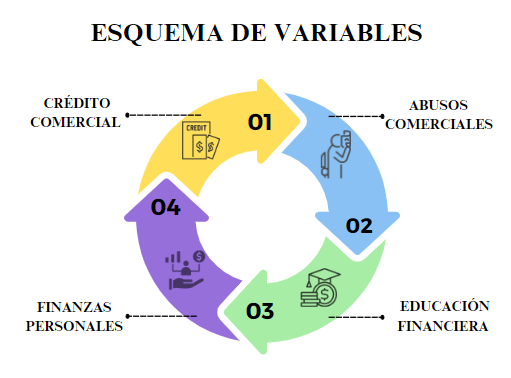 ESQUEMA DE VARIABLES
CRÉDITO
COMERCIAL
01
CREDIT
$ $
ABUSOS
COMERCIALES
02
EDUCACIÓN
FINANCIERA
$
03
FINANZAS
PERSONALES
$
04